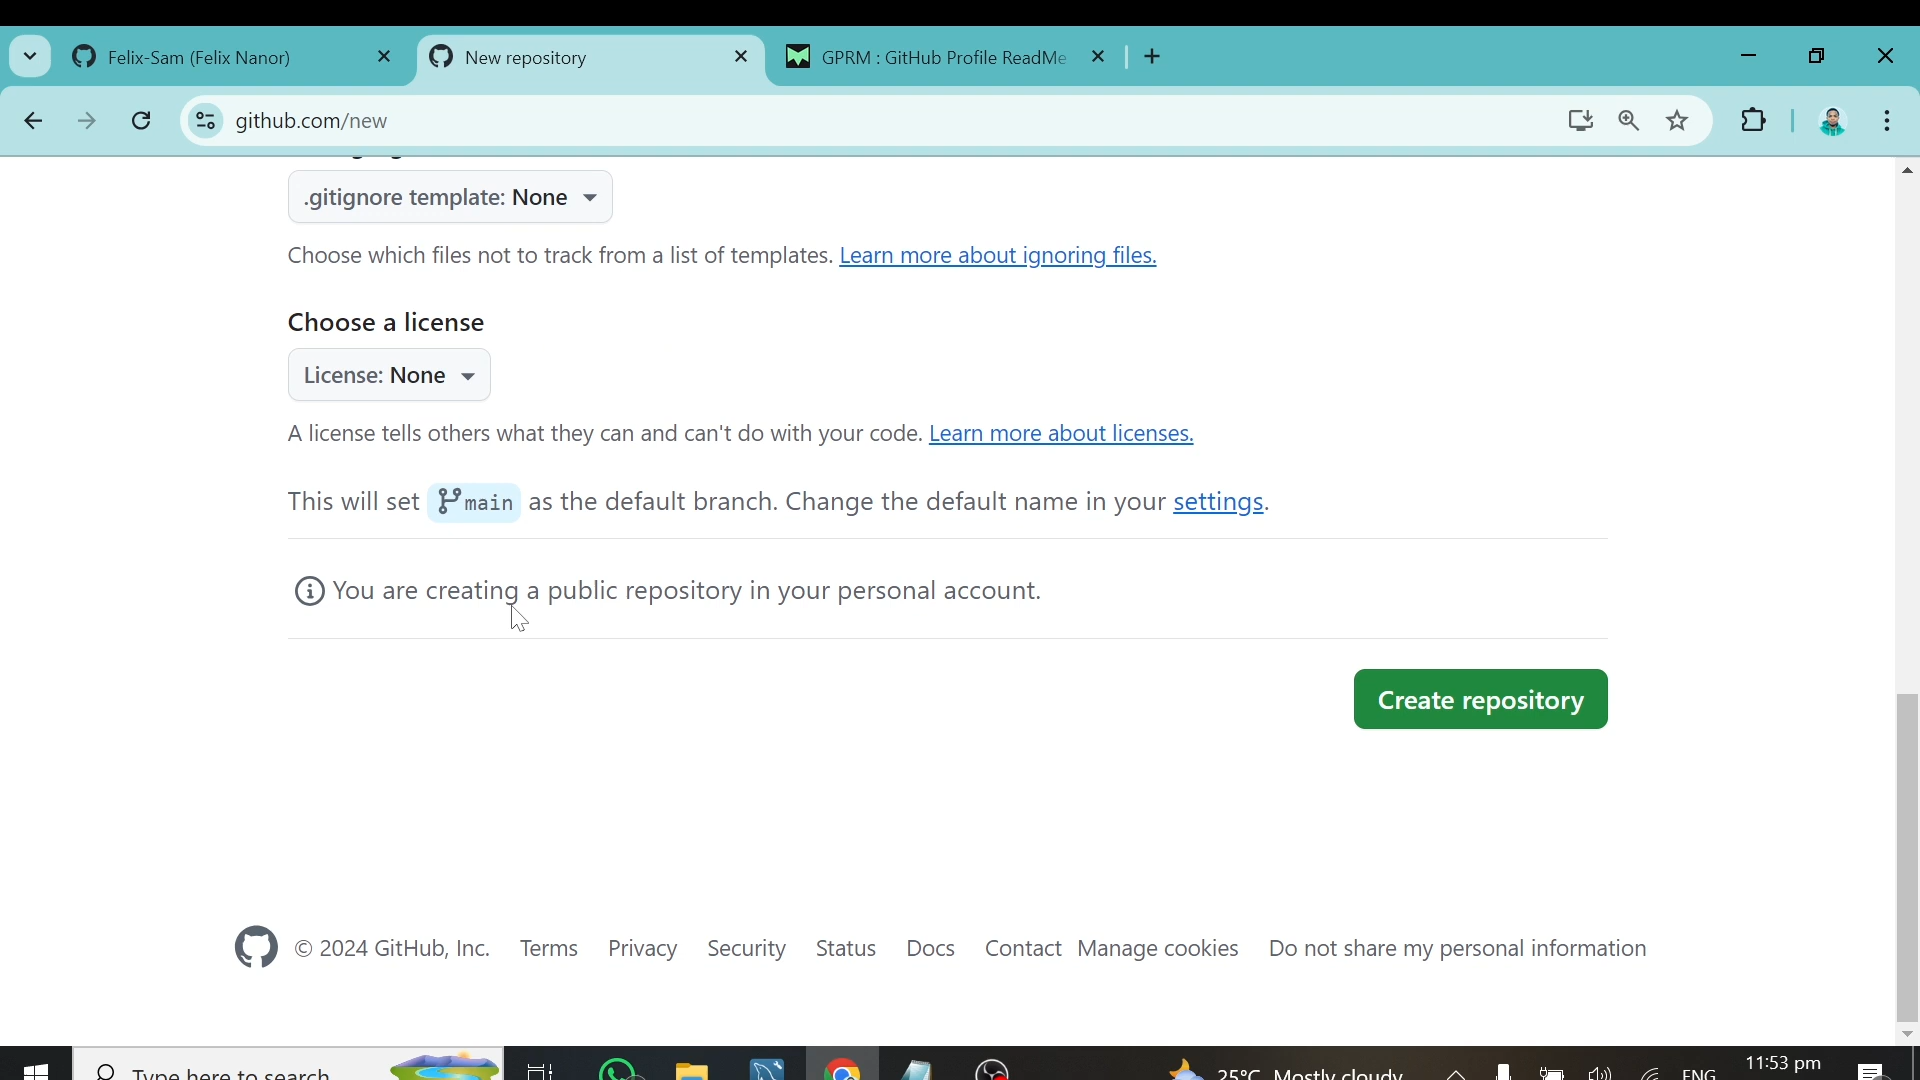 Felix-Sam (Felix Nanor)
New repository
GPRM : GitHub Profile ReadMe
github.com/new
.gitignore template: None
Choose which files not to track from a list of templates. Learn more about ignoring files.
Choose a license
License: None
A license tells others what they can and can't do with your code. Learn more about licenses.
This will set main as the default branch. Change the default name in your settings.
You are creating a public repository in your personal account.
Create repository
© 2024 GitHub, Inc. Terms Privacy Security Status Docs Contact Manage cookies Do not share my personal information
Type here to search
25°C Mostly cloudy
ENG
11:53 pm